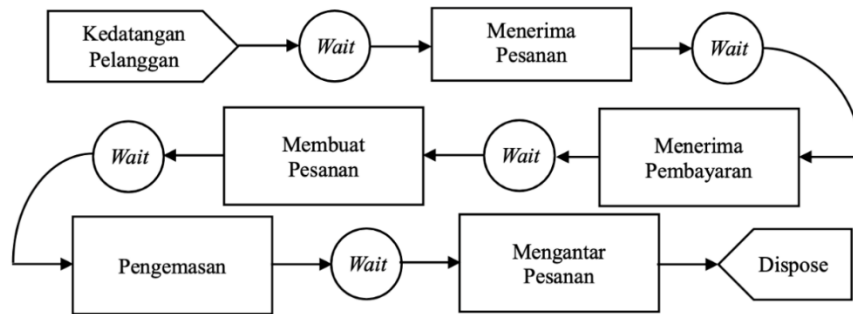 Kedatangan
Pelanggan
Wait
Menerima
Pesanan
Wait
Menerima
Pembayaran
Wait
Membuat
Pesanan
Wait
Pengemasan
Wait
Mengantar
Pesanan
Dispose